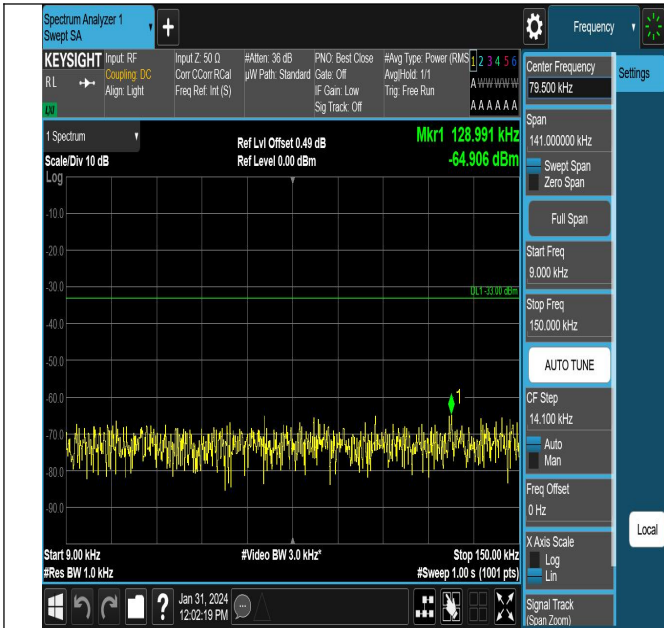 Spectrum Analyzer 1
Swept SA
Frequency
KEYSIGHT
RL
LXI
Input: RF
Coupling: DC
Align: Light
Input Z: 50 Ω
Corr CCorr RCal
Freq Ref: Int (S)
#Atten: 36 dB
µW Path: Standard
PNO: Best Close
Gate: Off
IF Gain: Low
Sig Track: Off
#Avg Type: Power (RMS
Avg|Hold: 1/1
Trig: Free Run
1 2 3 4 5 6
A W W W W W
A A A A A A
1 Spectrum
Scale/Div 10 dB
Ref Lvl Offset 0.49 dB
Ref Level 0.00 dBm
Mkr1 128.991 kHz
-64.906 dBm
Log
-10.0
-20.0
-30.0
DL1 -33.00 dBm
-40.0
-50.0
-60.0
1
-70.0
-80.0
-90.0
Start 9.00 kHz
#Video BW 3.0 kHz*
Stop 150.00 kHz
#Res BW 1.0 kHz
#Sweep 1.00 s (1001 pts)
Jan 31, 2024
12:02:19 PM
Center Frequency
79.500 kHz
Settings
Span
141.000000 kHz
Swept Span
Zero Span
Full Span
Start Freq
9.000 kHz
Stop Freq
150.000 kHz
AUTO TUNE
CF Step
14.100 kHz
Auto
Man
Freq Offset
0 Hz
Local
X Axis Scale
Log
Lin
Signal Track
(Span Zoom)